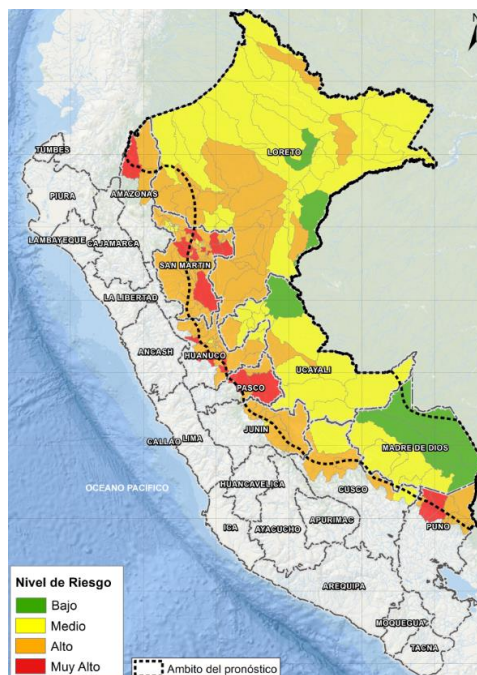 N
TUMBES
LORETO
PIURA
AMAZONAS
LAMBAYEQUE
CAJAMARCA
SAN MARTIN
LA LIBERTAD
ANCASH
HUANUCO
UCAYALI
PASCO
JUNIN
LIMA
CALLAO
MADRE DE DIOS
OCEANO PACIFICO
HUANCAVELICA
CUSCO
ICA
AYACUCHO
APURIMAC
PUNO
AREQUIPA
MOQUEGUA
TACNA
Nivel de Riesgo
Bajo
Medio
Alto
Muy Alto
Ambito del pronóstico